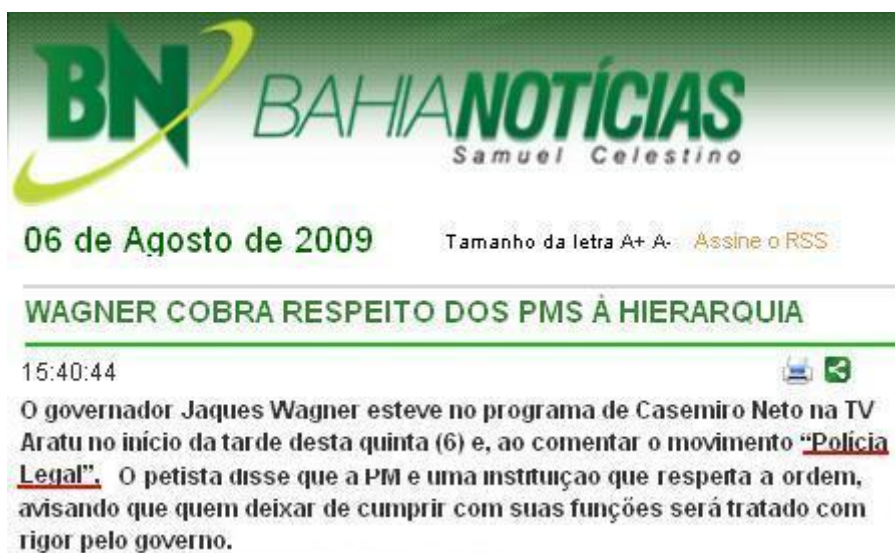 BN BAHIANOTÍCIAS
Samuel Celestino
06 de Agosto de 2009 Tamanho da letra A+ A- Assine o RSS
WAGNER COBRA RESPEITO DOS PMS À HIERARQUIA
15:40:44
O governador Jaques Wagner esteve no programa de Casemiro Neto na TV
Aratu no início da tarde desta quinta (6) e, ao comentar o movimento “Polícia
Legal”. O petista disse que a PM e uma instituiçao que respeita a ordem,
avisando que quem deixar de cumprir com suas funções será tratado com
rigor pelo governo.